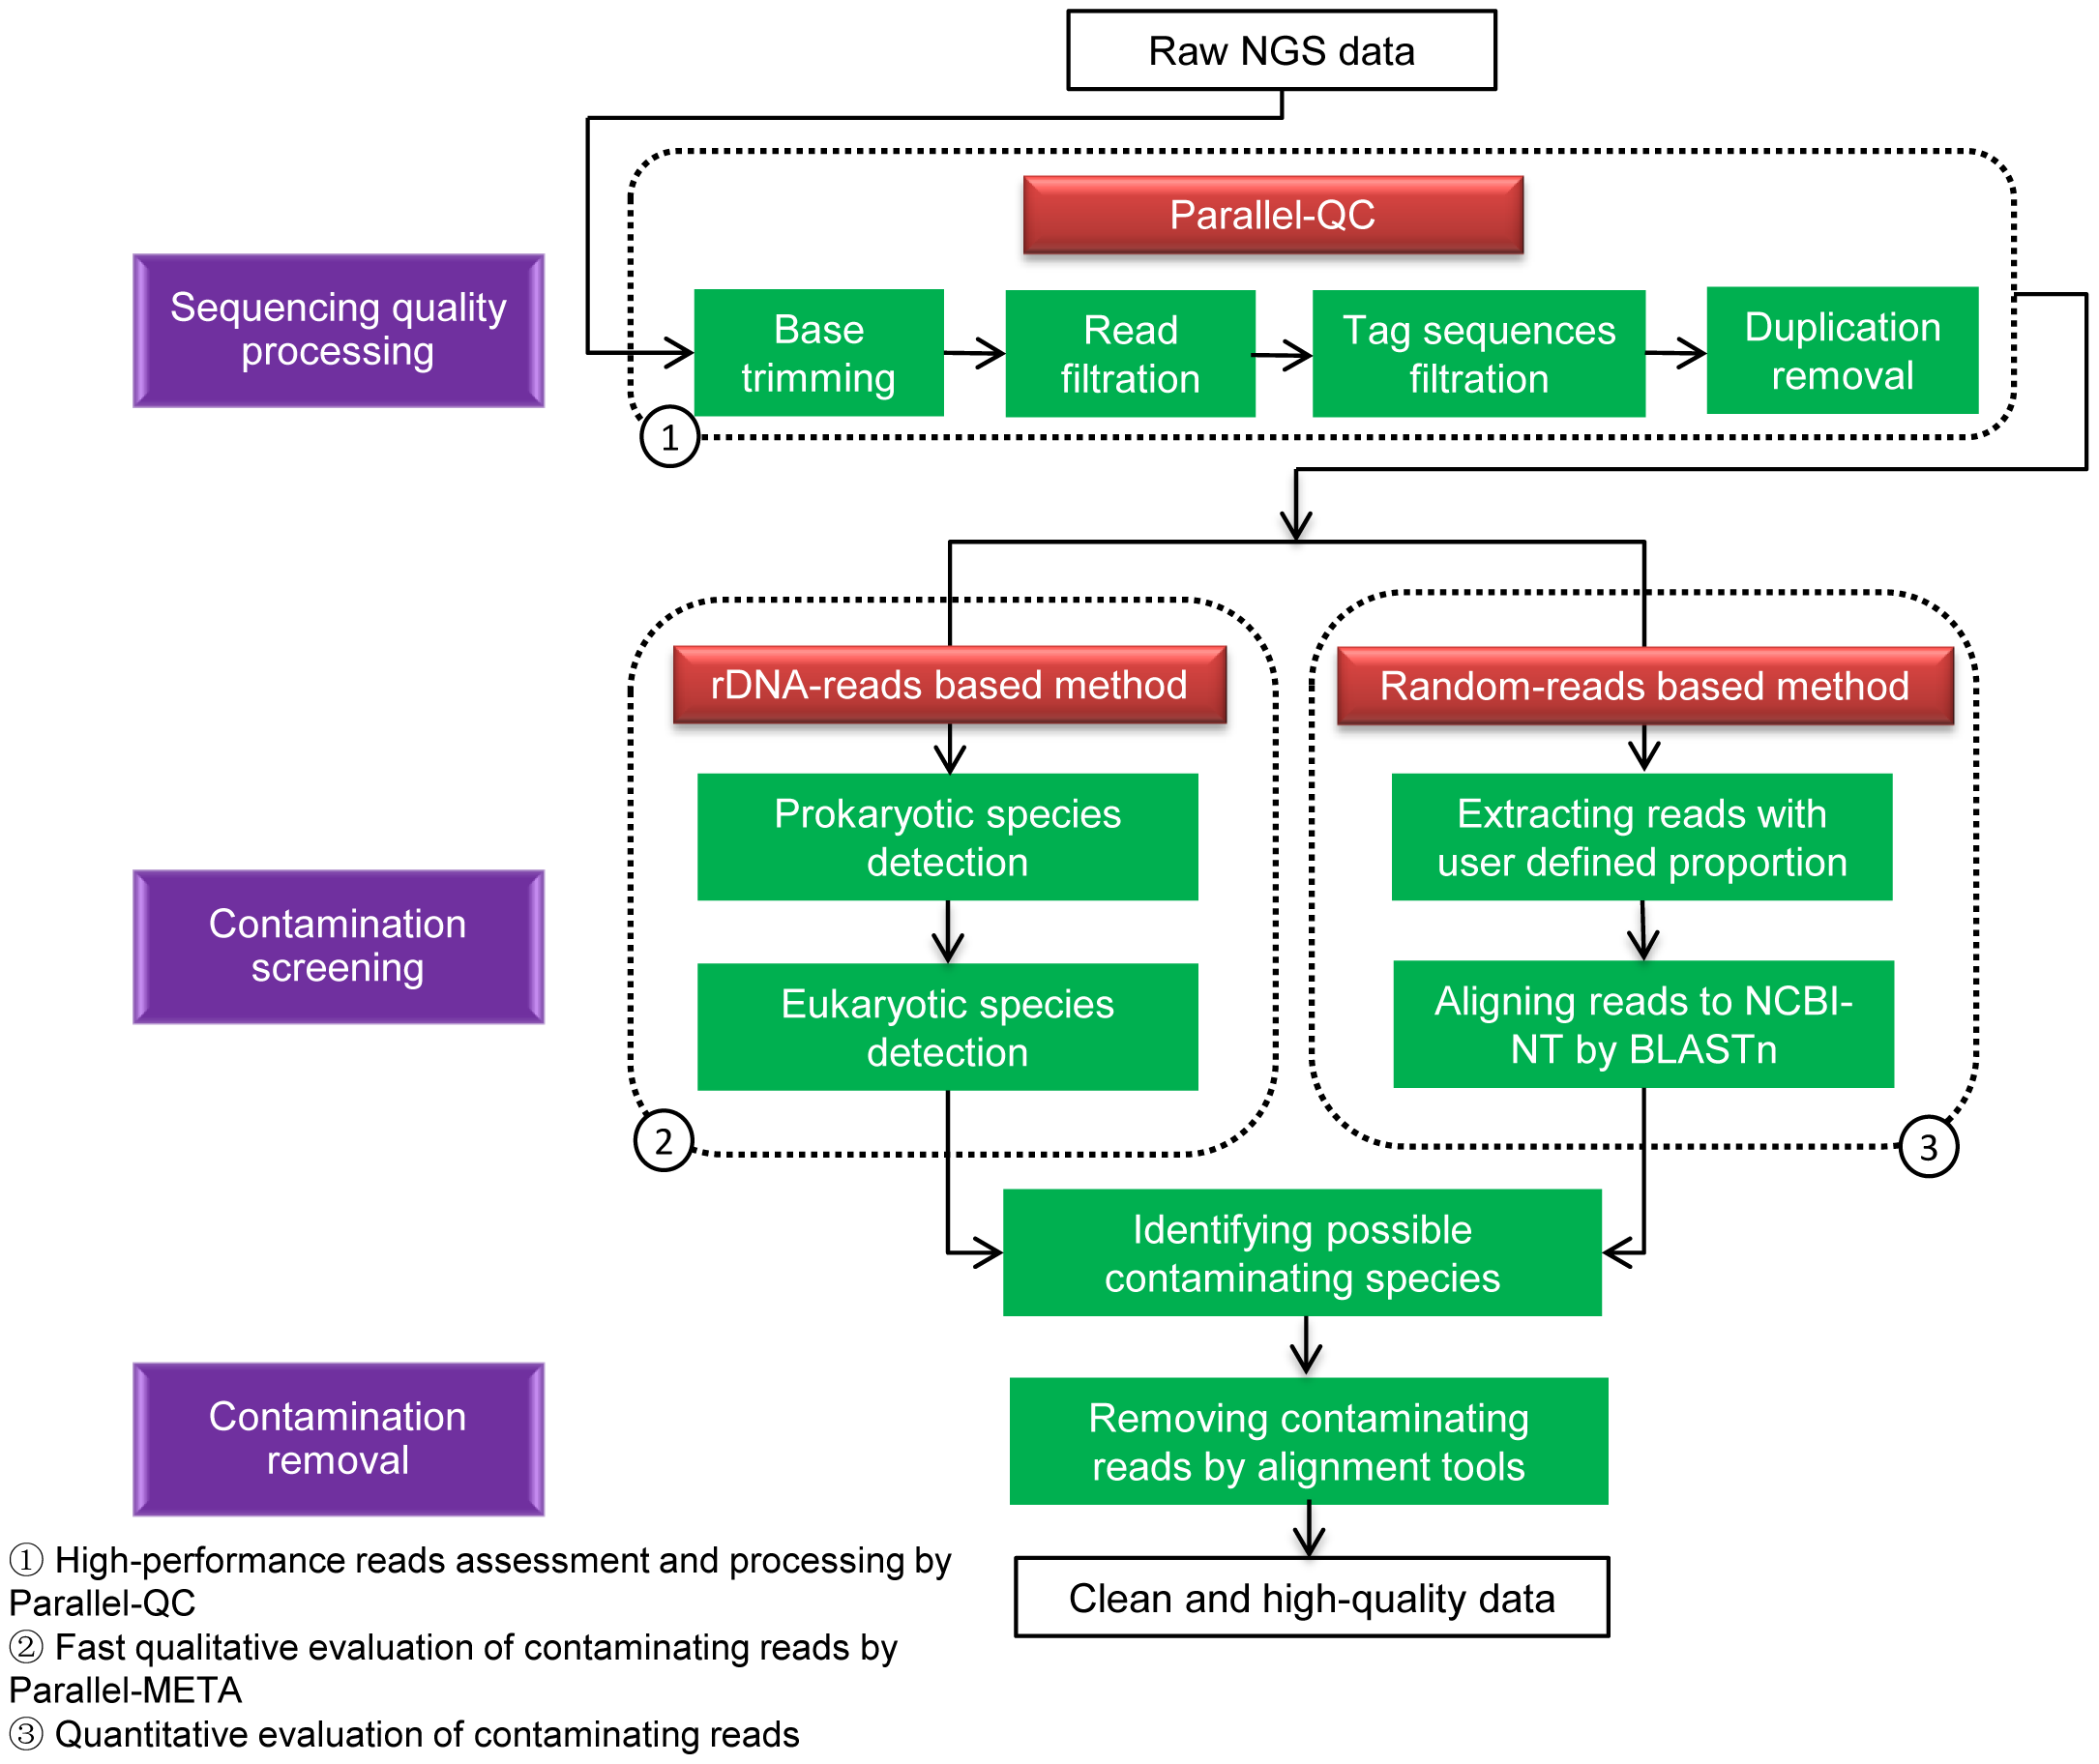 Raw NGS data
Parallel-QC
Sequencing quality
processing
Base
trimming
Read
filtration
Tag sequences
filtration
Duplication
removal
1
rDNA-reads based method
Random-reads based method
Prokaryotic species
detection
Extracting reads with
user defined proportion
Contamination
screening
Eukaryotic species
detection
Aligning reads to NCBI-
NT by BLASTn
2
3
Identifying possible
contaminating species
Contamination
removal
Removing contaminating
reads by alignment tools
Clean and high-quality data
① High-performance reads assessment and processing by
Parallel-QC
② Fast qualitative evaluation of contaminating reads by
Parallel-META
③ Quantitative evaluation of contaminating reads